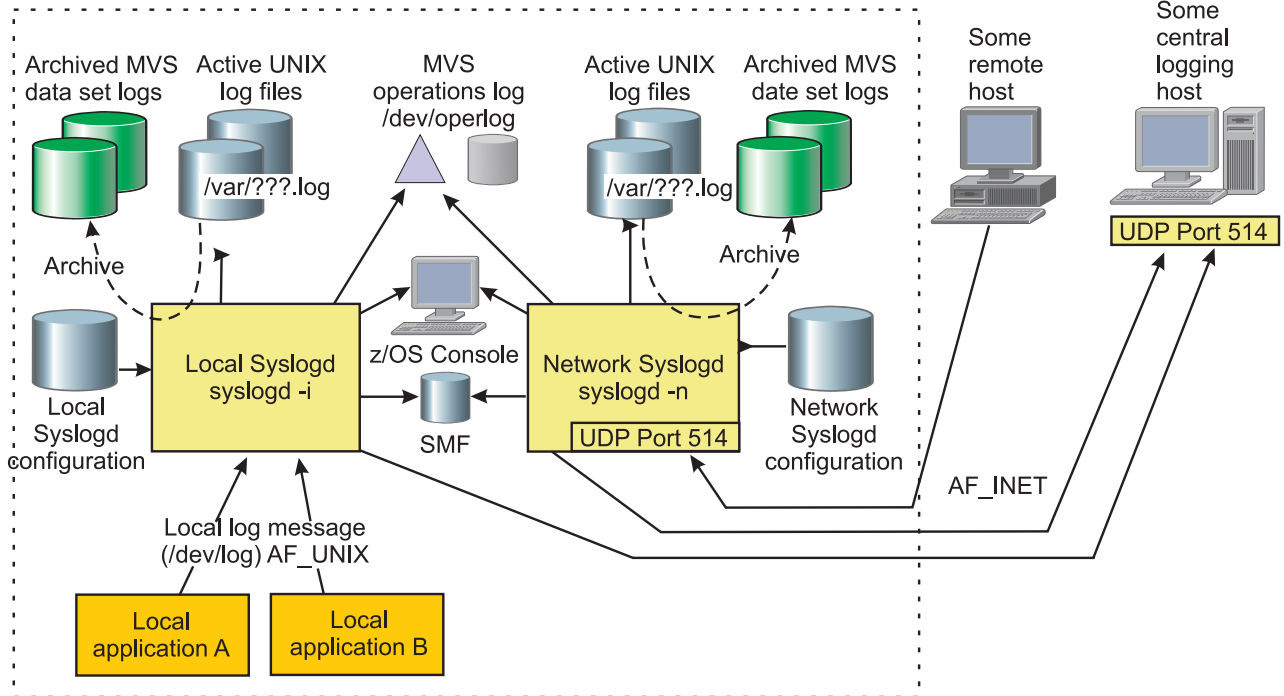 Archived MVS
data set logs
Active UNIX
log files
/var/???.log
MVS
operations log
/dev/operlog
Active UNIX
log files
/var/???.log
Archived MVS
date set logs
Some
remote
host
Some
central
logging
host
UDP Port 514
Archive
Archive
Local
Syslogd
configuration
Local Syslogd
syslogd -i
z/OS Console
SMF
Network Syslogd
syslogd -n
UDP Port 514
Network
Syslogd
configuration
AF_INET
Local log message
(/dev/log) AF_UNIX
Local
application A
Local
application B